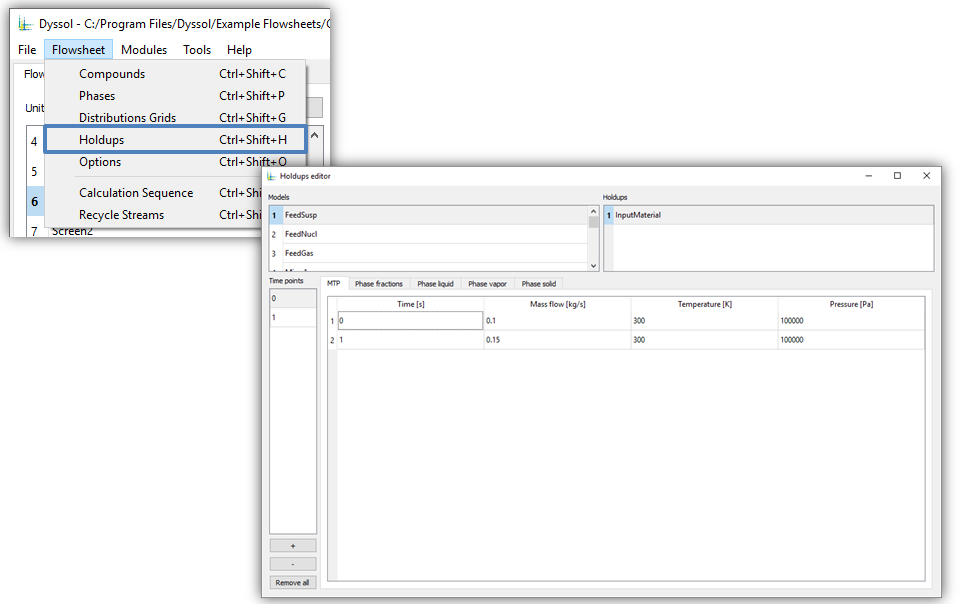 Dyssol - C:/Program Files/Dyssol/Example Flowsheets/
File Flowsheet Modules Tools Help
Flow
Compounds Ctrl+Shift+C
Unit
Phases Ctrl+Shift+P
Distributions Grids Ctrl+Shift+G
4 Holdups Ctrl+Shift+H
5 Options Ctrl+Shift+O
6 Calculation Sequence Ctrl+Shi
Recycle Streams Ctrl+Shi
7 Screen2
Holdups editor
Models Holdups
1 FeedSusp 1 InputMaterial
2 FeedNucl
3 FeedGas
Time points MTP Phase fractions Phase liquid Phase vapor Phase solid
0 Time [s] Mass flow [kg/s] Temperature [K] Pressure [Pa]
1 1 0 0.1 300 100000
2 1 0.15 300 100000
+
-
Remove all